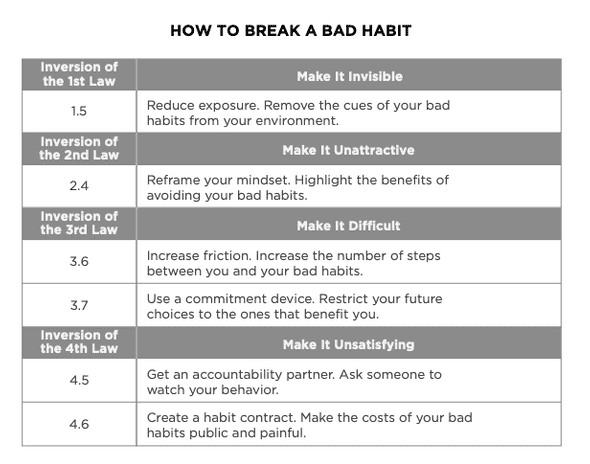 HOW TO BREAK A BAD HABIT
Inversion of
the 1st Law
Make It Invisible
1.5
Reduce exposure. Remove the cues of your bad
habits from your environment.
Inversion of
the 2nd Law
Make It Unattractive
2.4
Reframe your mindset. Highlight the benefits of
avoiding your bad habits.
Inversion of
the 3rd Law
Make It Difficult
3.6
Increase friction. Increase the number of steps
between you and your bad habits.
3.7
Use a commitment device. Restrict your future
choices to the ones that benefit you.
Inversion of
the 4th Law
Make It Unsatisfying
4.5
Get an accountability partner. Ask someone to
watch your behavior.
4.6
Create a habit contract. Make the costs of your bad
habits public and painful.